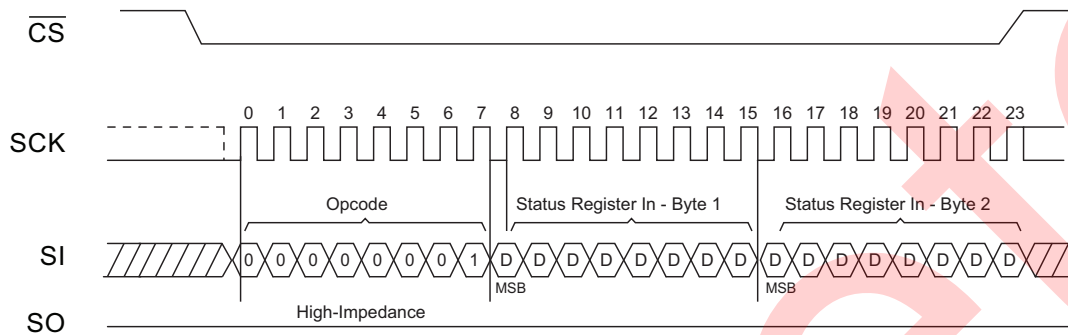 CS
0 1 2 3 4 5 6 7 8 9 10 11 12 13 14 15 16 17 18 19 20 21 22 23
SCK
Opcode Status Register In - Byte 1 Status Register In - Byte 2
SI 0 0 0 0 0 0 0 1 D D D D D D D D D D D D D D D D
MSB MSB
High-Impedance
SO